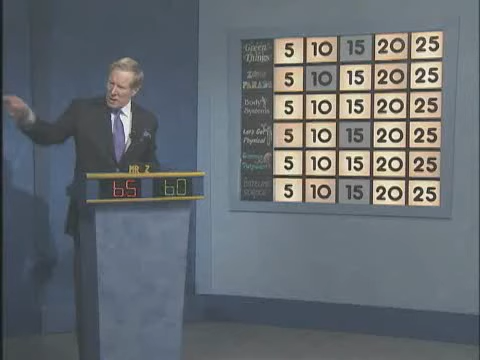 Green Things 5 10 15 20 25
PARADE 5 10 15 20 25
Body Systems 5 10 15 20 25
Lets Get Physical 5 10 15 20 25
5 10 15 20 25
5 10 15 20 25
MR. Z
65 60